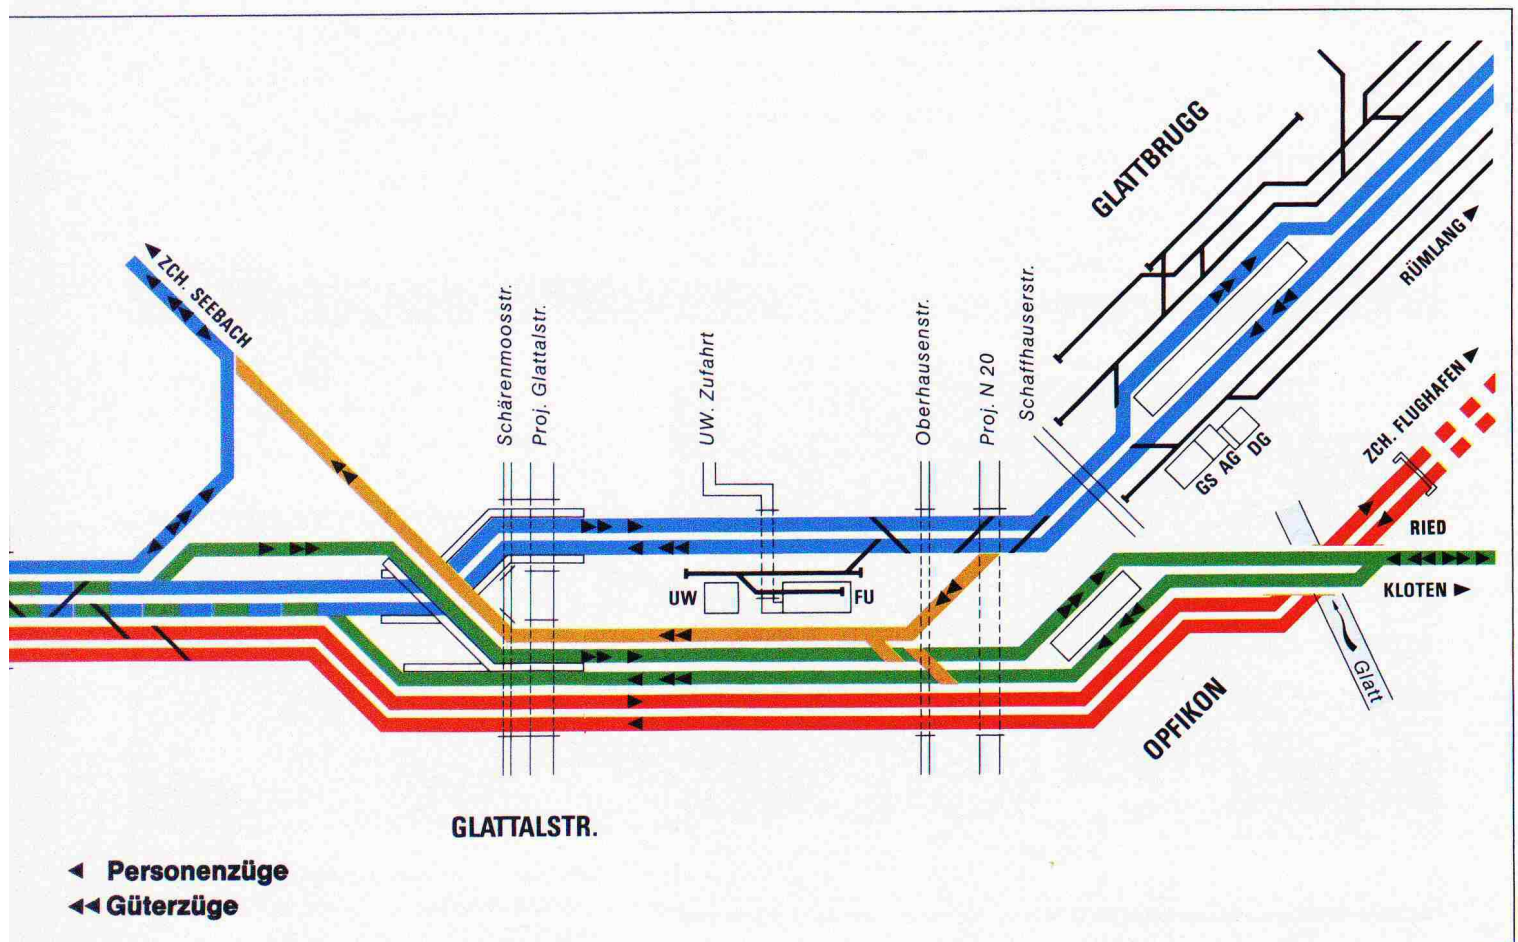 GLATTBRUGG
RÜMLANG
ZCH. SEEBACH
Schärenmoosstr.
Proj. Glattalstr.
UW. Zufahrt
Oberhausenstr.
Proj. N 20
Schaffhauserstr.
ZCH. FLUGHAFEN
GS AG DG
RIED
KLOTEN
UW
FU
Glatt
OPFIKON
GLATTALSTR.
Personenzüge
Güterzüge